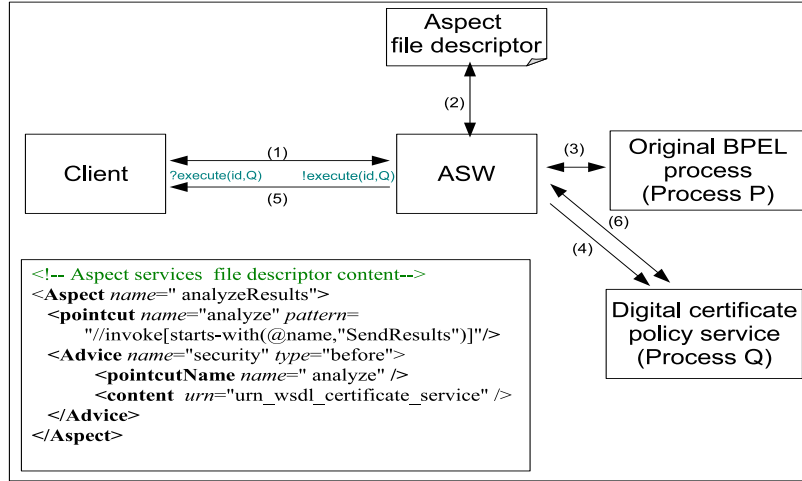 Aspect
file descriptor
(2)
Client
(1)
?execute(id,Q)
!execute(id,Q)
(5)
ASW
(3)
Original BPEL
process
(Process P)
(6)
(4)
Digital certificate
policy service
(Process Q)
<!-- Aspect services  file descriptor content-->
<Aspect name=" analyzeResults">
<pointcut name="analyze" pattern=
"//invoke[starts-with(@name,"SendResults")]"/>
<Advice name="security" type="before">
<pointcutName name=" analyze" />
<content  urn="urn_wsdl_certificate_service" />
</Advice>
</Aspect>